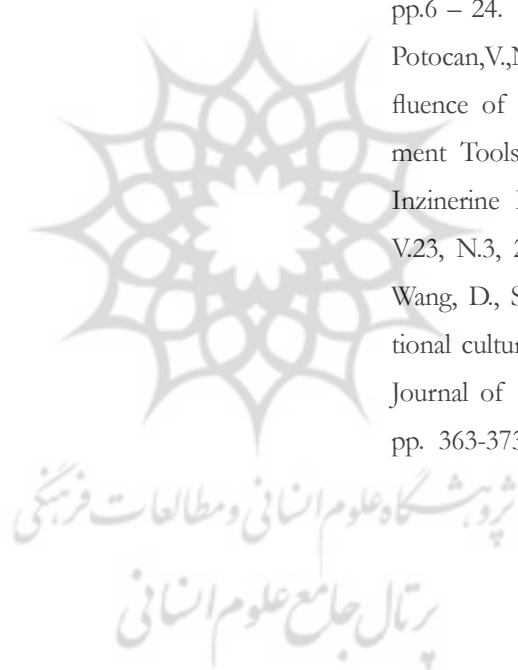 pp.6 – 24.
Potocan,V.,N
fluence of
ment Tools
Inzinerine
V.23, N.3, 2
Wang, D., S
tional cultur
Journal of
pp. 363-373
پژوهشگاه علوم انسانی و مطالعات فرهنگی
پرتال جامع علوم انسانی